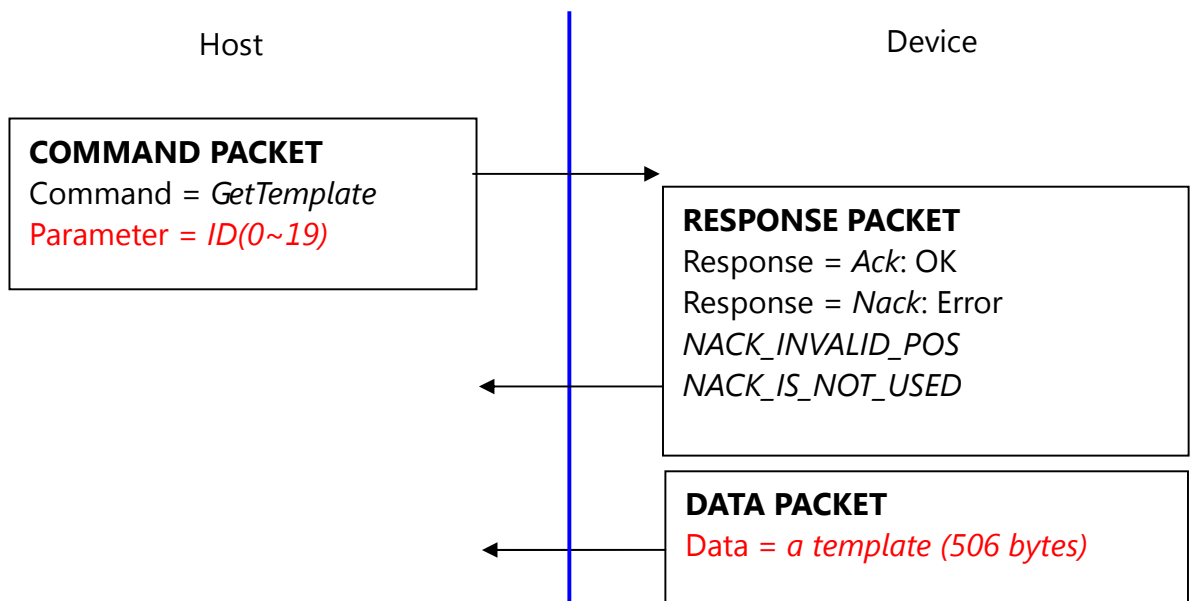 Host
Device
COMMAND PACKET
Command = GetTemplate
Parameter = ID(0~19)
RESPONSE PACKET
Response = Ack: OK
Response = Nack: Error
NACK_INVALID_POS
NACK_IS_NOT_USED
DATA PACKET
Data = a template (506 bytes)